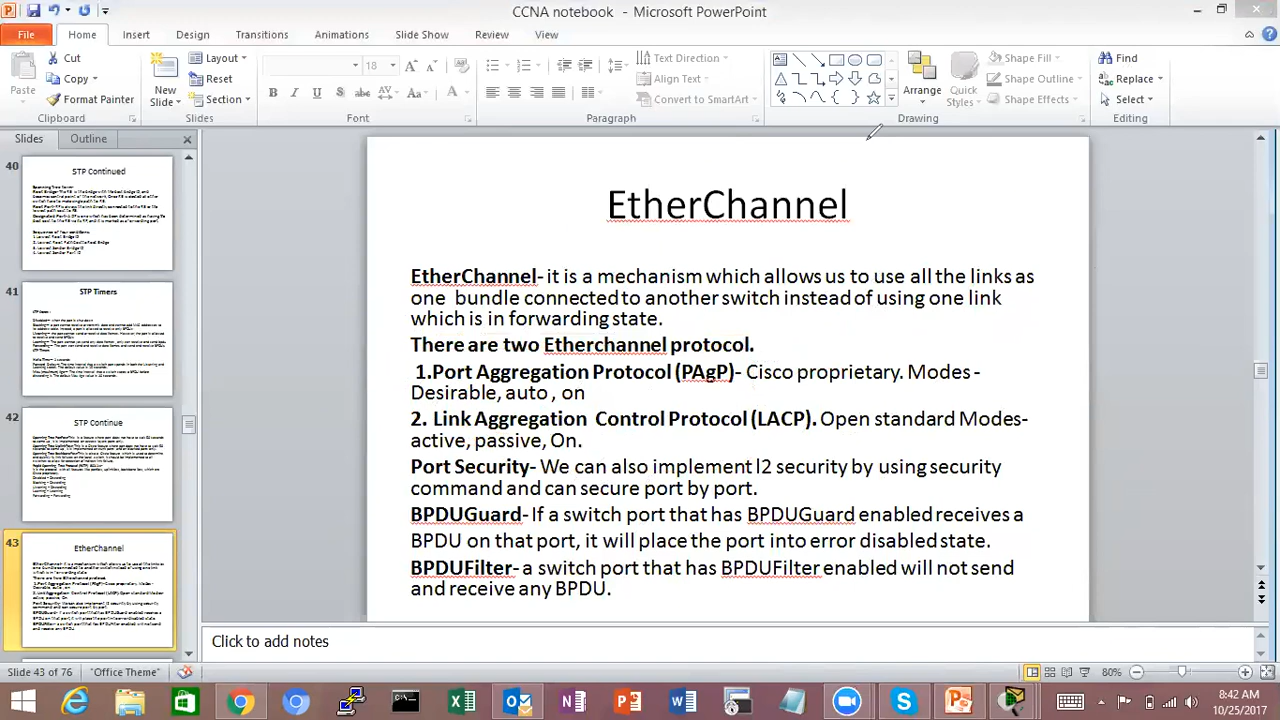 CCNA notebook - Microsoft PowerPoint
File Home Insert Design Transitions Animations Slide Show Review View
Cut Layout 18 Text Direction Shape Fill Find
Copy Reset Align Text Shape Outline Replace
Paste Format Painter New Slide Section Convert to SmartArt Arrange Quick Styles Shape Effects Select
Clipboard Slides Font Paragraph Drawing Editing
Slides Outline
40
STP Continued
41
STP Timers
42
STP Continue
43
EtherChannel
EtherChannel
EtherChannel- it is a mechanism which allows us to use all the links as
one bundle connected to another switch instead of using one link
which is in forwarding state.
There are two Etherchannel protocol.
1.Port Aggregation Protocol (PAgP)- Cisco proprietary. Modes -
Desirable, auto , on
2. Link Aggregation Control Protocol (LACP). Open standard Modes-
active, passive, On.
Port Security- We can also implement l2 security by using security
command and can secure port by port.
BPDUGuard- If a switch port that has BPDUGuard enabled receives a
BPDU on that port, it will place the port into error disabled state.
BPDUFilter- a switch port that has BPDUFilter enabled will not send
and receive any BPDU.
Click to add notes
Slide 43 of 76 "Office Theme" 80%
8:42 AM
10/25/2017